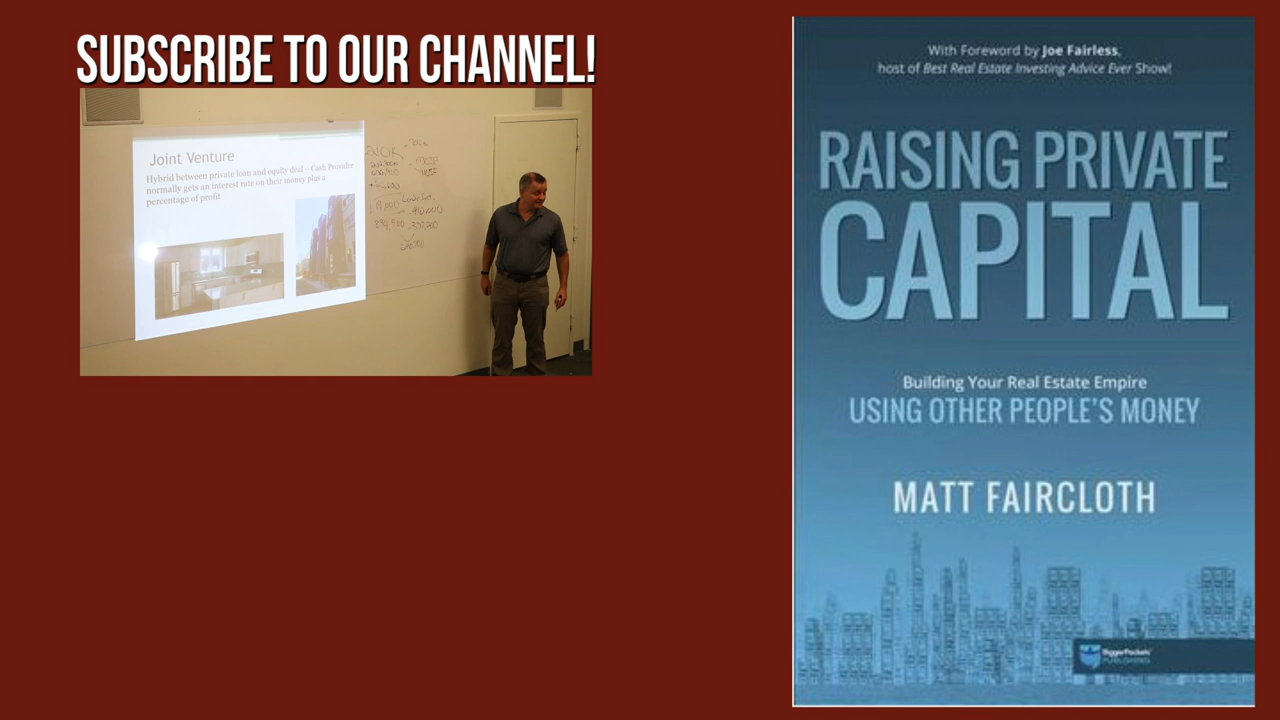 SUBSCRIBE TO OUR CHANNEL!
Joint Venture
Hybrid between private loan and equity deal – Cash Provider
normally gets an interest rate on their money plus a
percentage of profit
With Foreword by Joe Fairless,
host of Best Real Estate Investing Advice Ever Show!
RAISING PRIVATE
CAPITAL
Building Your Real Estate Empire
USING OTHER PEOPLE'S MONEY
MATT FAIRCLOTH
BiggerPockets
PUBLISHING